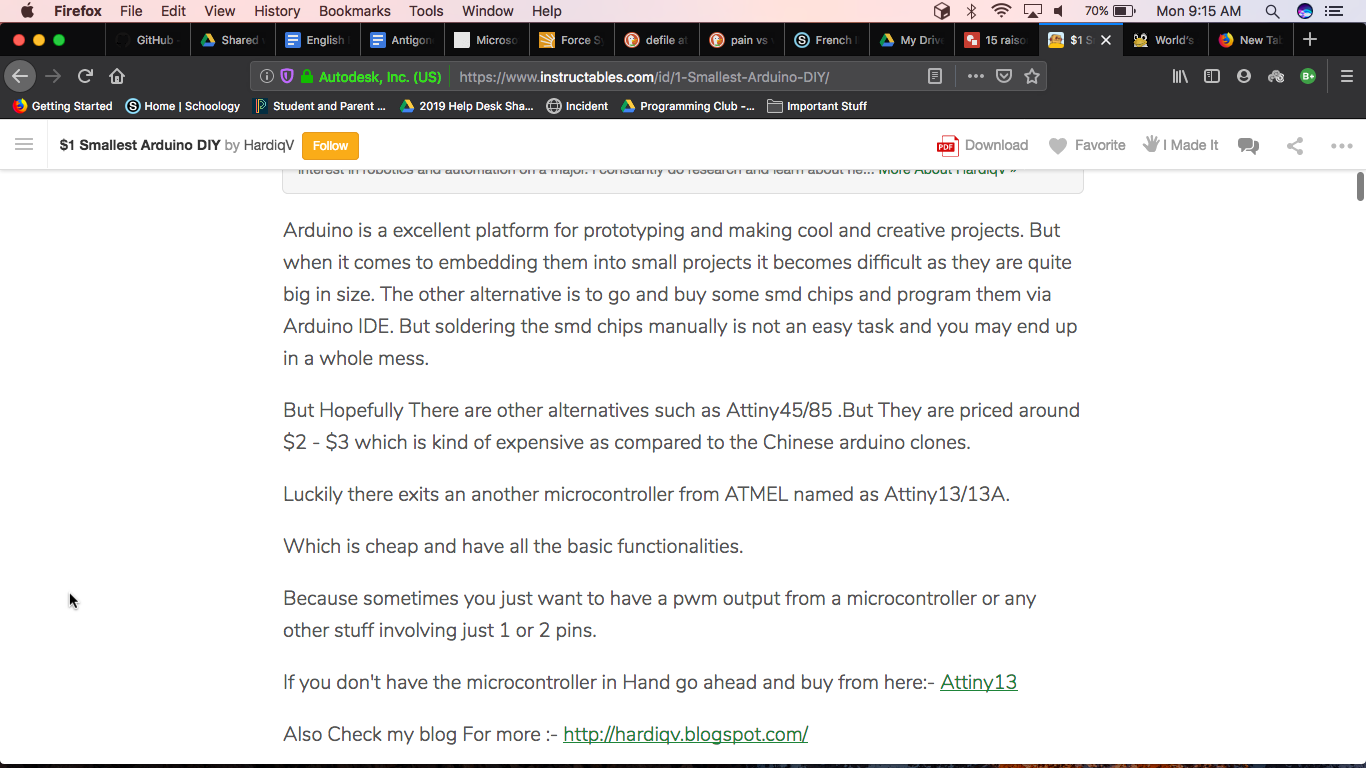 Firefox File Edit View History Bookmarks Tools Window Help 70% Mon 9:15 AM
GitHub Shared English Antigon Microso Force S defile a pain vs French My Drive 15 raiso $1 S World's New Ta
Autodesk, Inc. (US) https://www.instructables.com/id/1-Smallest-Arduino-DIY/
Getting Started Home | Schoology Student and Parent ... 2019 Help Desk Sha... Incident Programming Club -... Important Stuff
$1 Smallest Arduino DIY by HardiqV Follow PDF Download Favorite I Made It
interest in robotics and automation on a major. I constantly do research and learn about ne... More About HardiqV »
Arduino is a excellent platform for prototyping and making cool and creative projects. But
when it comes to embedding them into small projects it becomes difficult as they are quite
big in size. The other alternative is to go and buy some smd chips and program them via
Arduino IDE. But soldering the smd chips manually is not an easy task and you may end up
in a whole mess.
But Hopefully There are other alternatives such as Attiny45/85 .But They are priced around
$2 - $3 which is kind of expensive as compared to the Chinese arduino clones.
Luckily there exits an another microcontroller from ATMEL named as Attiny13/13A.
Which is cheap and have all the basic functionalities.
Because sometimes you just want to have a pwm output from a microcontroller or any
other stuff involving just 1 or 2 pins.
If you don't have the microcontroller in Hand go ahead and buy from here:- Attiny13
Also Check my blog For more :- http://hardiqv.blogspot.com/